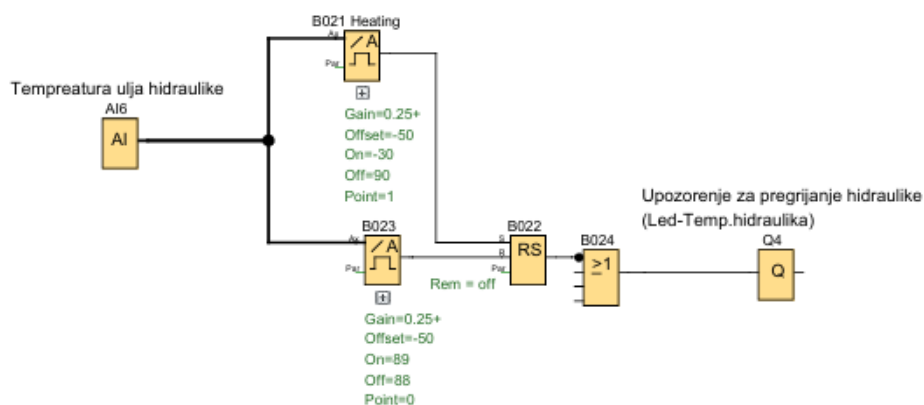 B021 Heating
Ax
A
Par
Gain=0.25+
Offset=-50
On=-30
Off=90
Point=1
Tempreatura ulja hidraulike
AI6
AI
B023
Ax
A
Par
Gain=0.25+
Offset=-50
On=89
Off=88
Point=0
B022
S
R
Par
RS
Rem = off
B024
≥1
Upozorenje za pregrijanje hidraulike
(Led-Temp.hidraulika)
Q4
Q